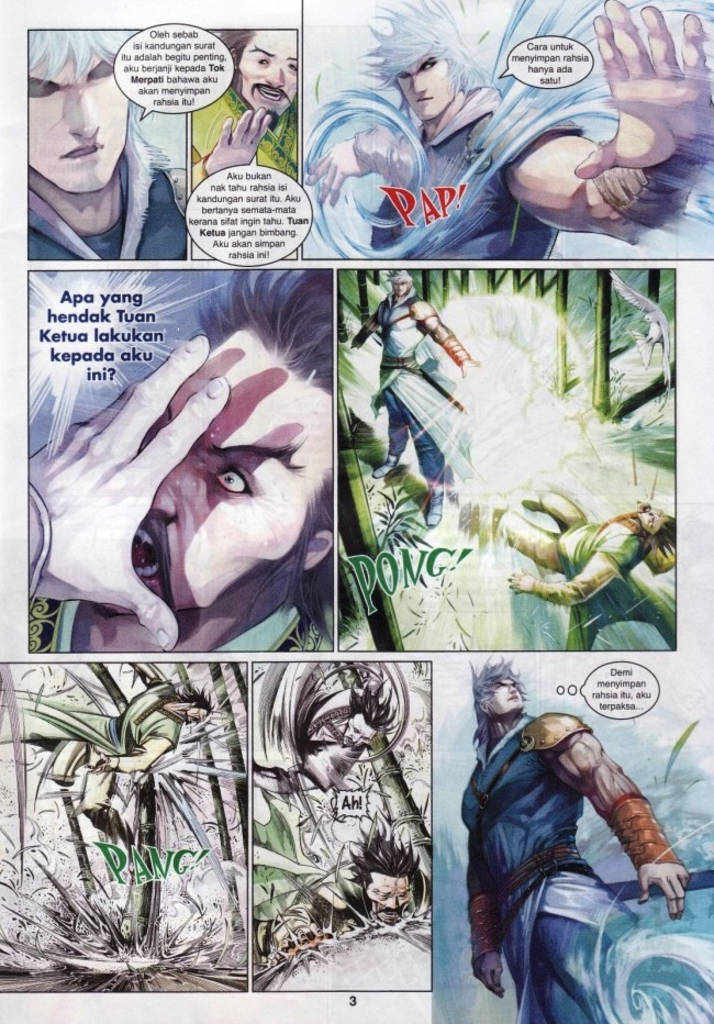 Oleh sebab
isi kandungan surat
itu adalah begitu penting,
aku berjanji kepada Tok
Merpati bahawa aku
akan menyimpan
rahsia itu!
Aku bukan
nak tahu rahsia isi
kandungan surat itu. Aku
bertanya semata-mata
kerana sifat ingin tahu. Tuan
Ketua jangan bimbang.
Aku akan simpan
rahsia ini!
Cara untuk
menyimpan rahsia
hanya ada
satu!
PAP!
Apa yang
hendak Tuan
Ketua lakukan
kepada aku
ini?
PONG!
PANG!
Ah!
Demi
menyimpan
rahsia itu, aku
terpaksa...
3